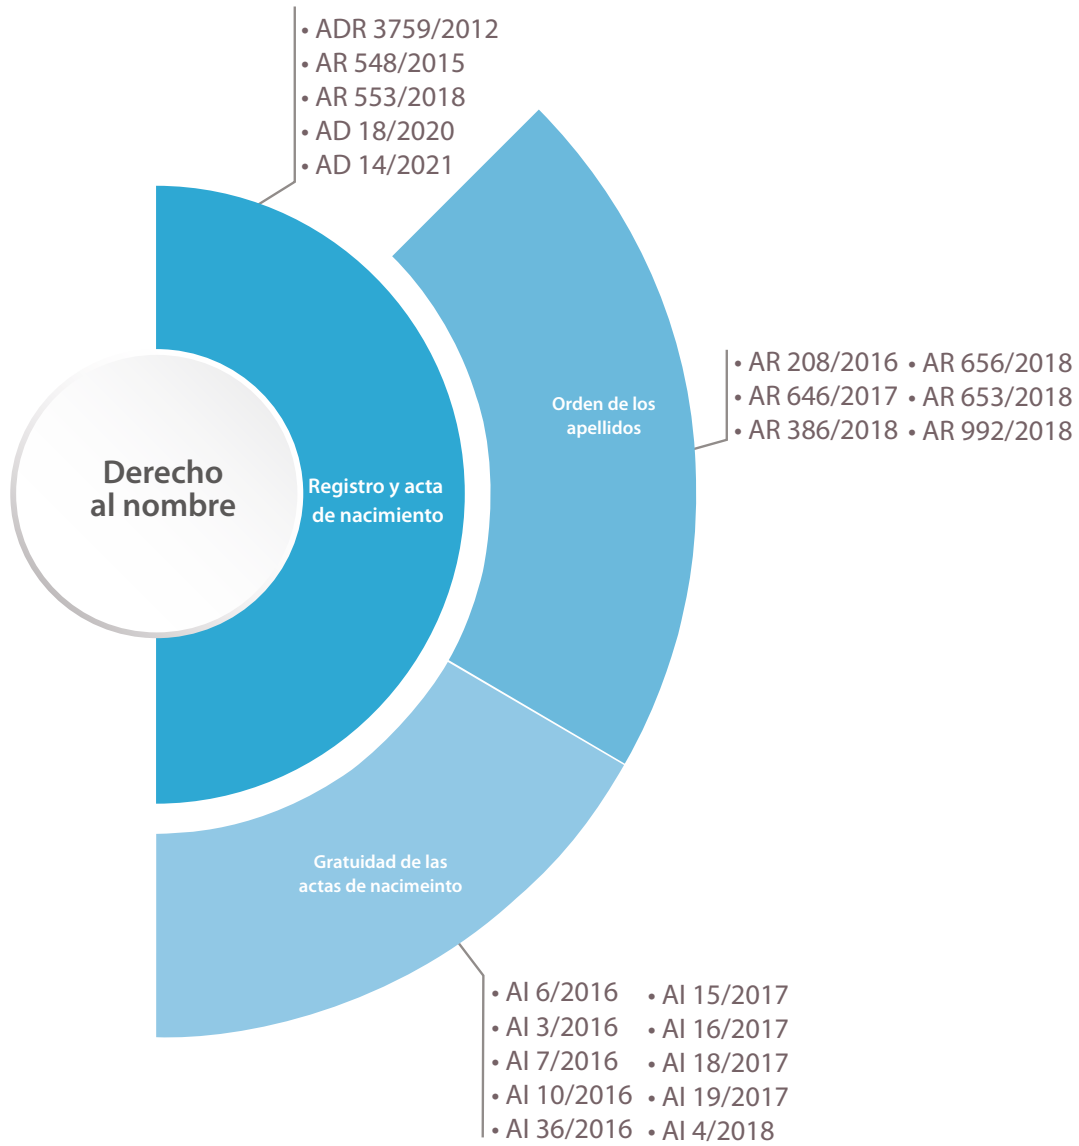 • ADR 3759/2012
• AR 548/2015
• AR 553/2018
• AD 18/2020
• AD 14/2021
Derecho
al nombre
Registro y acta
de nacimiento
Orden de los
apellidos
• AR 208/2016 • AR 656/2018
• AR 646/2017 • AR 653/2018
• AR 386/2018 • AR 992/2018
Gratuidad de las
actas de nacimeinto
• AI 6/2016 • AI 15/2017
• AI 3/2016 • AI 16/2017
• AI 7/2016 • AI 18/2017
• AI 10/2016 • AI 19/2017
• AI 36/2016 • AI 4/2018